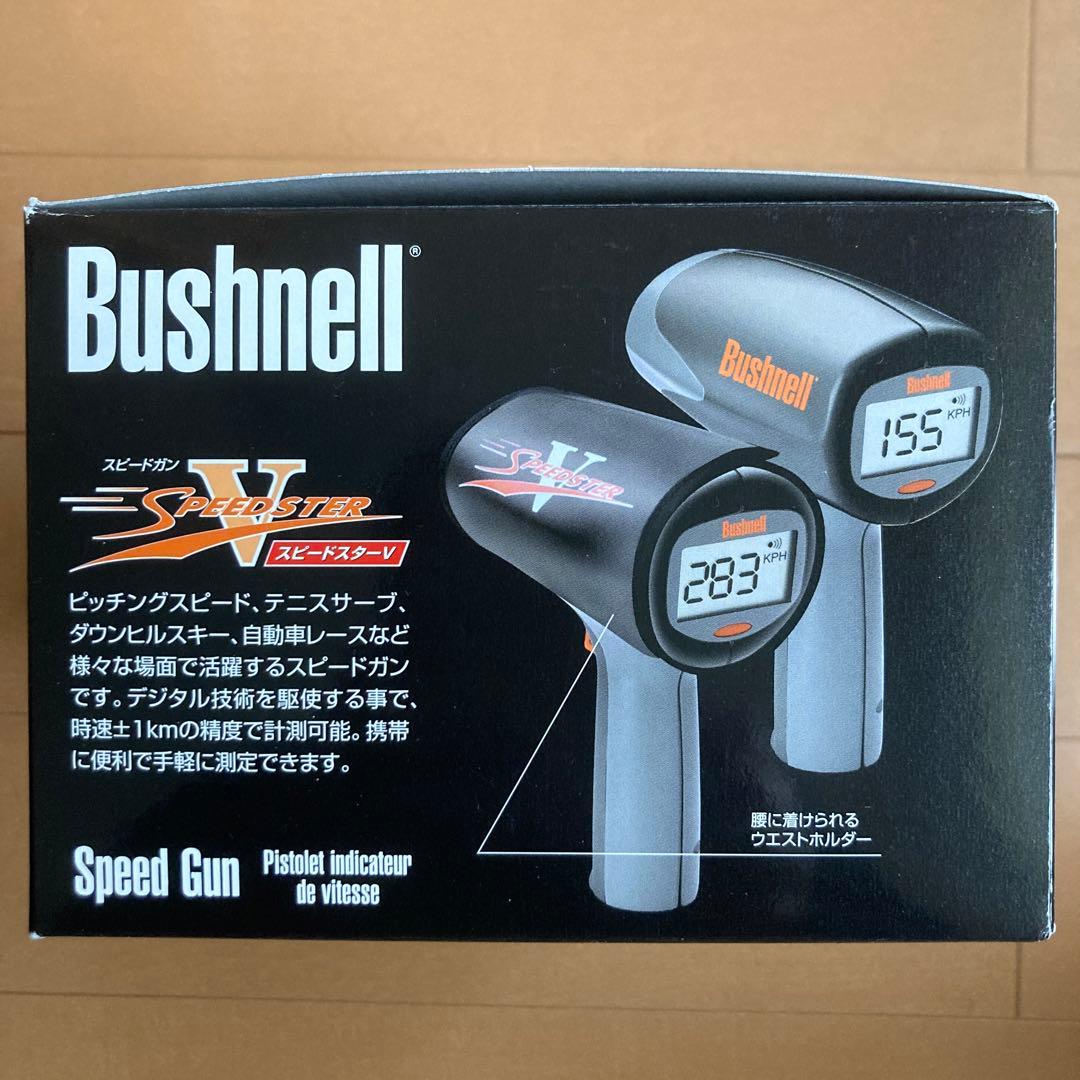 Bushnell®
スピードガン
V
SPEEDSTER
スピードスターV
ピッチングスピード、テニスサーブ、
ダウンヒルスキー、自動車レースなど
様々な場面で活躍するスピードガン
です。デジタル技術を駆使する事で、
時速±1kmの精度で計測可能。携帯
に便利で手軽に測定できます。
Speed Gun
Pistolet indicateur
de vitesse
Bushnell
Bushnell
155 KPH
V
SPEEDSTER
Bushnell
283 KPH
腰に着けられる
ウエストホルダー